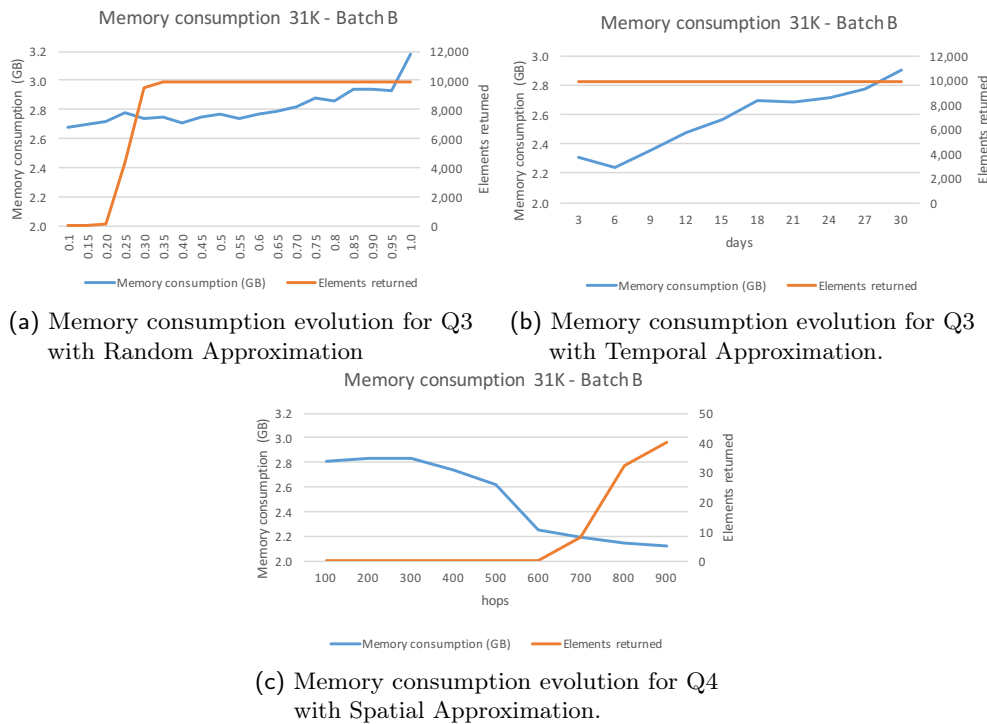 Memory consumption 31K - Batch B
Memory consumption (GB)
3.2
3.0
2.8
2.6
2.4
2.2
2.0
12,000
10,000
8,000
6,000
4,000
2,000
0
Elements returned
0.1 0.15 0.20 0.25 0.30 0.35 0.40 0.45 0.5 0.55 0.6 0.65 0.70 0.75 0.8 0.85 0.90 0.95 1.0
Memory consumption (GB) Elements returned
(a) Memory consumption evolution for Q3
with Random Approximation
Memory consumption 31K - Batch B
Memory consumption (GB)
3.0
2.8
2.6
2.4
2.2
2.0
12,000
10,000
8,000
6,000
4,000
2,000
0
Elements returned
3 6 9 12 15 18 21 24 27 30
days
Memory consumption (GB) Elements returned
(b) Memory consumption evolution for Q3
with Temporal Approximation.
Memory consumption 31K - Batch B
Memory consumption (GB)
3.2
3.0
2.8
2.6
2.4
2.2
2.0
50
40
30
20
10
0
Elements returned
100 200 300 400 500 600 700 800 900
hops
Memory consumption (GB) Elements returned
(c) Memory consumption evolution for Q4
with Spatial Approximation.